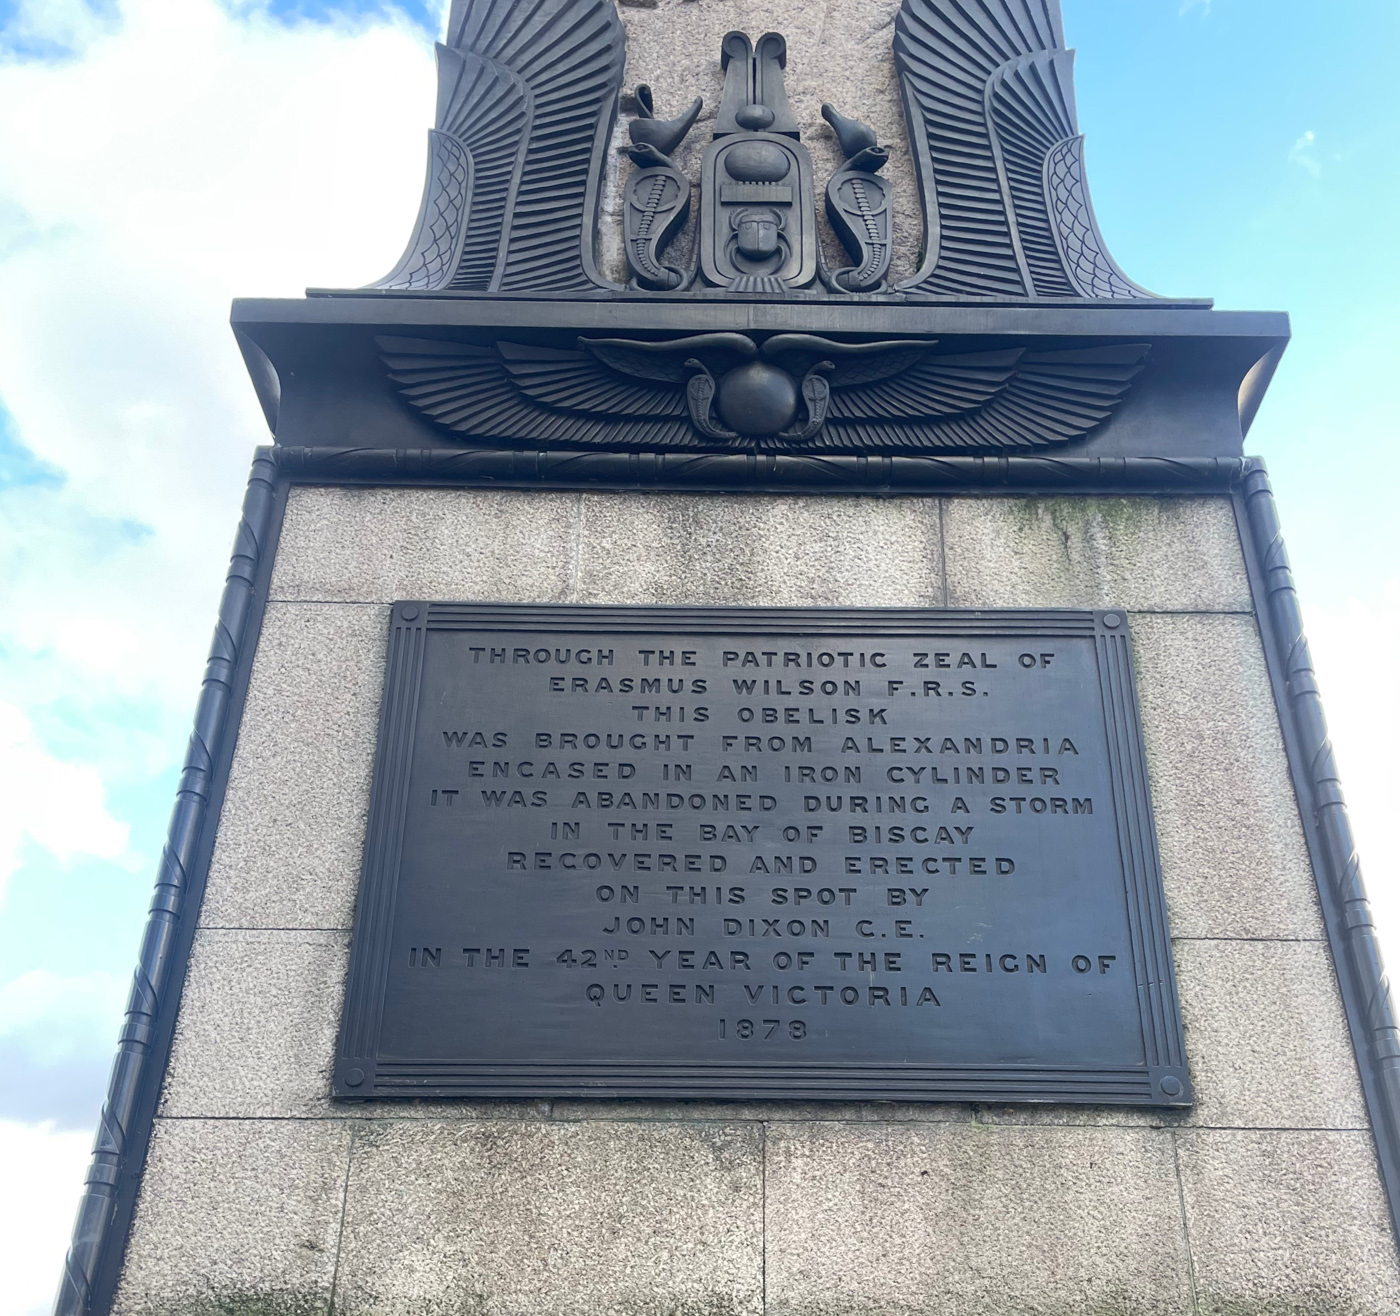 THROUGH THE PATRIOTIC ZEAL OF
ERASMUS WILSON F.R.S.
THIS OBELISK
WAS BROUGHT FROM ALEXANDRIA
ENCASED IN AN IRON CYLINDER
IT WAS ABANDONED DURING A STORM
IN THE BAY OF BISCAY
RECOVERED AND ERECTED
ON THIS SPOT BY
JOHN DIXON C.E.
IN THE 42ND YEAR OF THE REIGN OF
QUEEN VICTORIA
1878